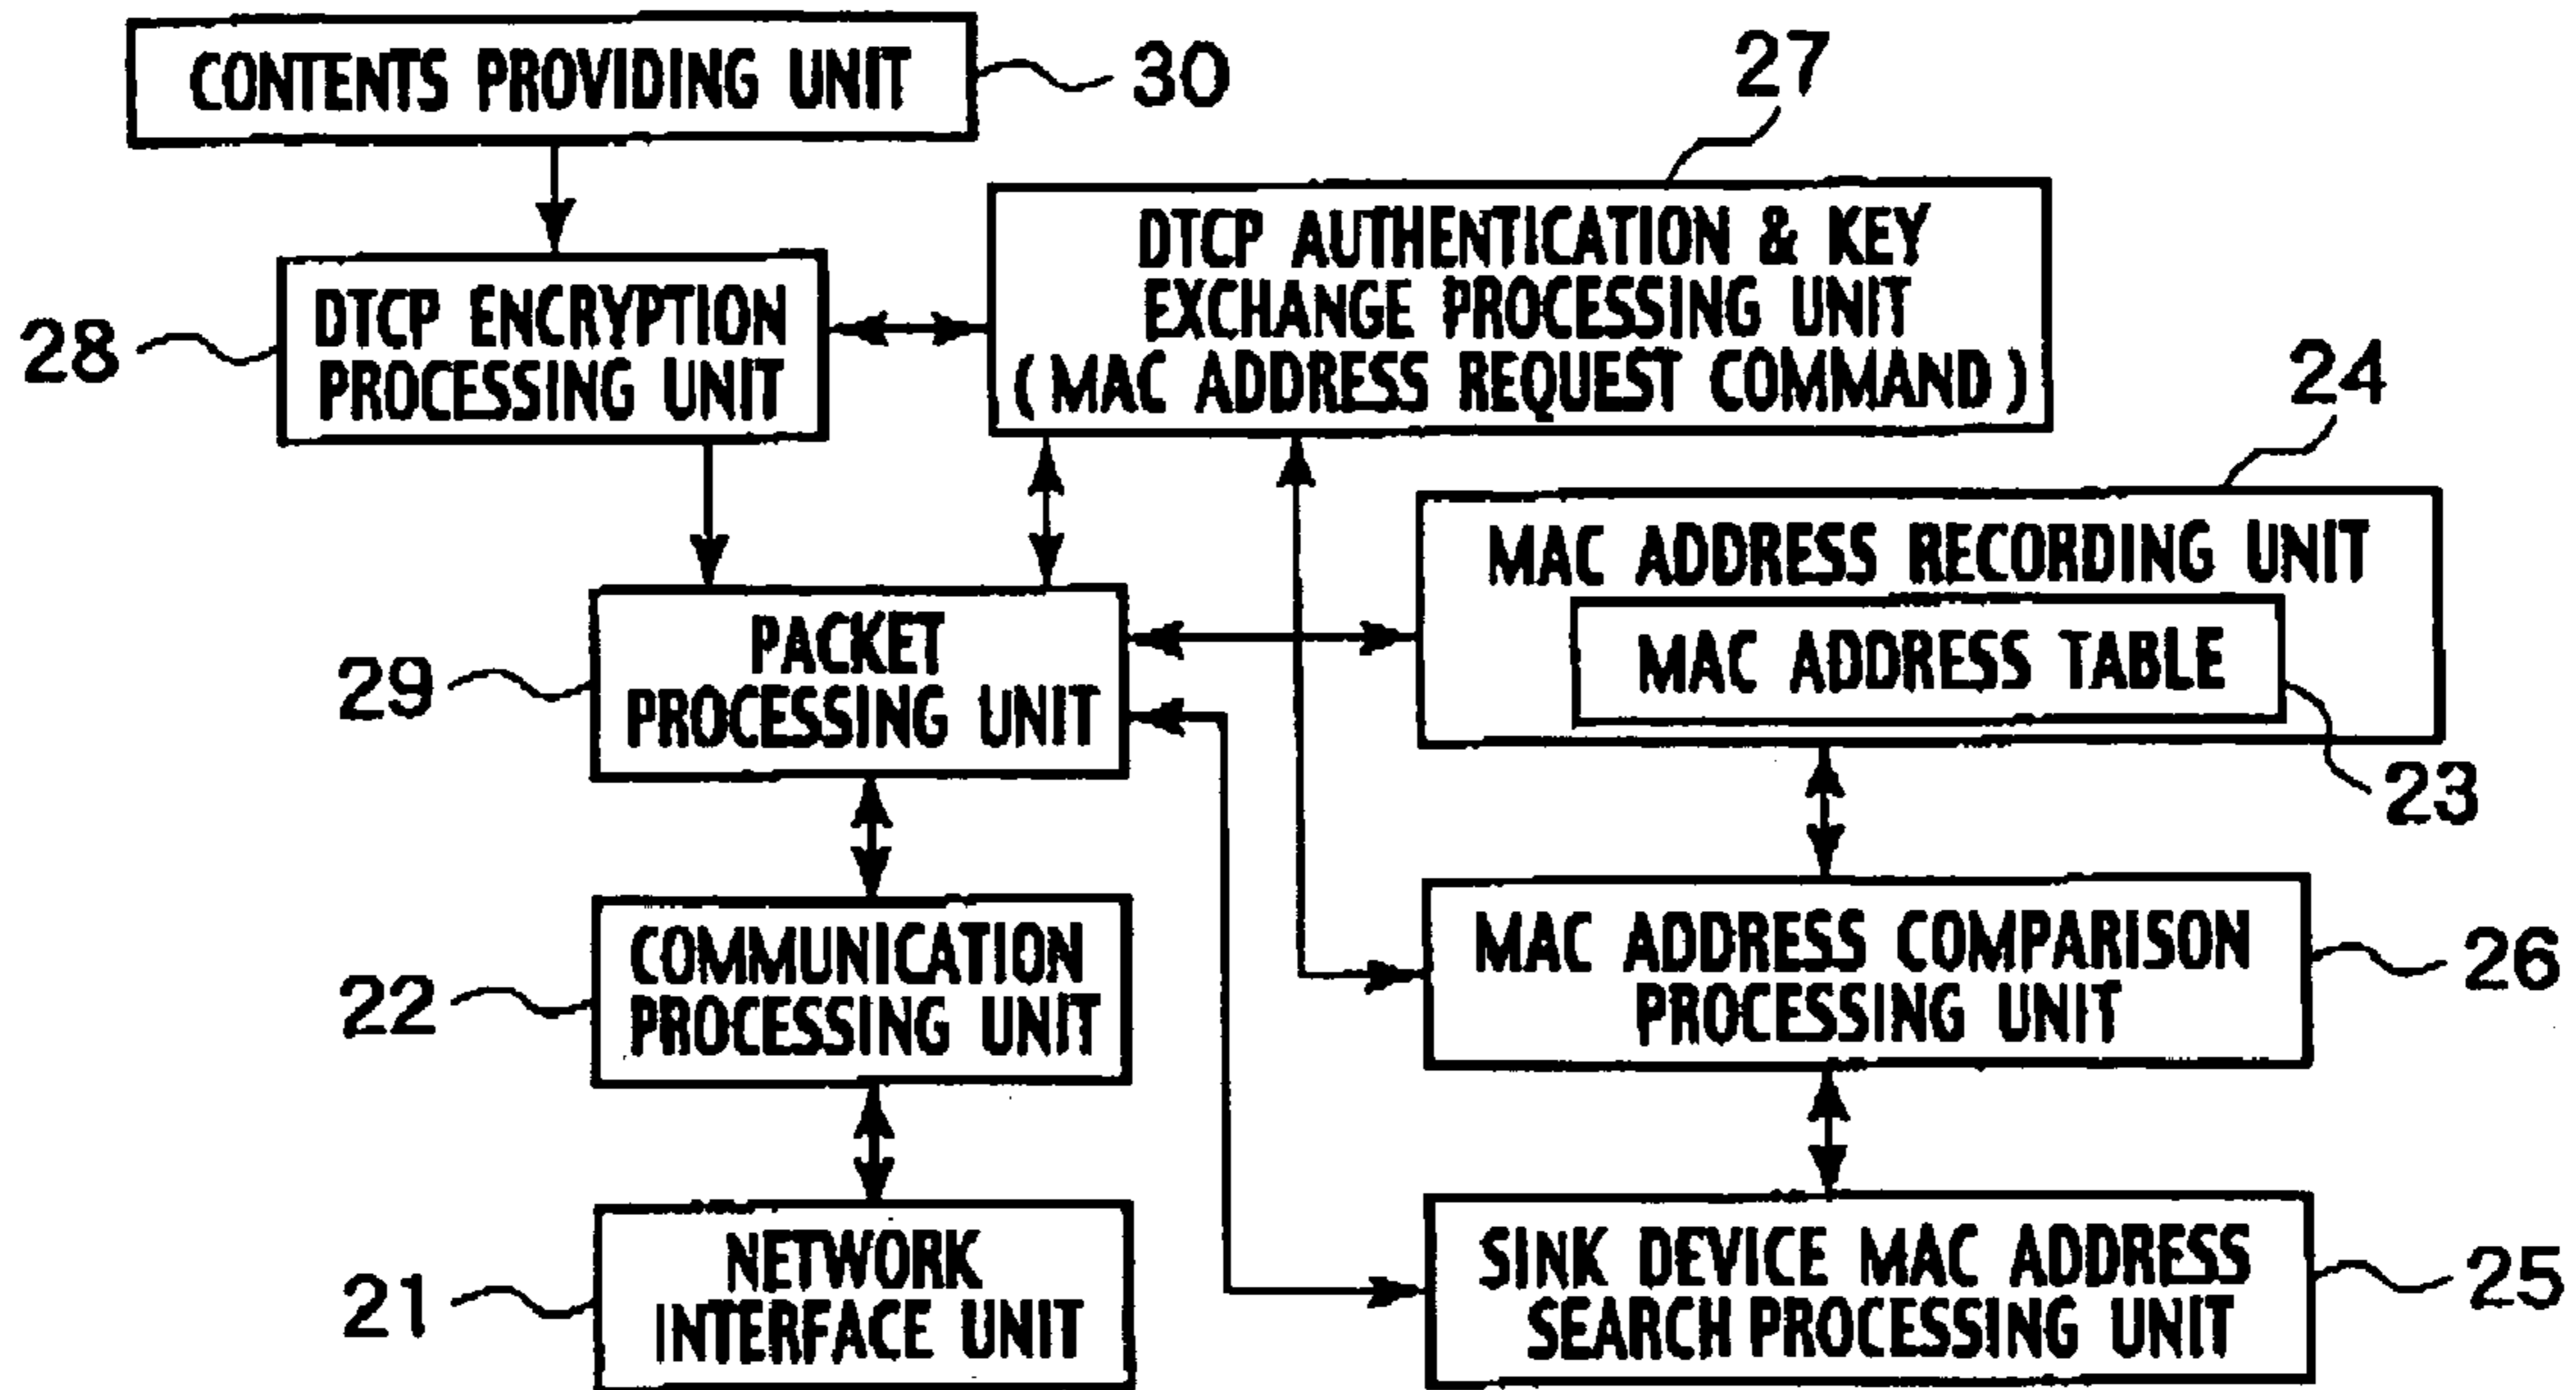 CONTENTS PROVIDING UNIT
30
27
DTCP AUTHENTICATION & KEY
EXCHANGE PROCESSING UNIT
( MAC ADDRESS REQUEST COMMAND )
DTCP ENCRYPTION
PROCESSING UNIT
28
24
MAC ADDRESS RECORDING UNIT
MAC ADDRESS TABLE
23
PACKET
PROCESSING UNIT
29
COMMUNICATION
PROCESSING UNIT
22
MAC ADDRESS COMPARISON
PROCESSING UNIT
26
NETWORK
INTERFACE UNIT
21
SINK DEVICE MAC ADDRESS
SEARCH PROCESSING UNIT
25